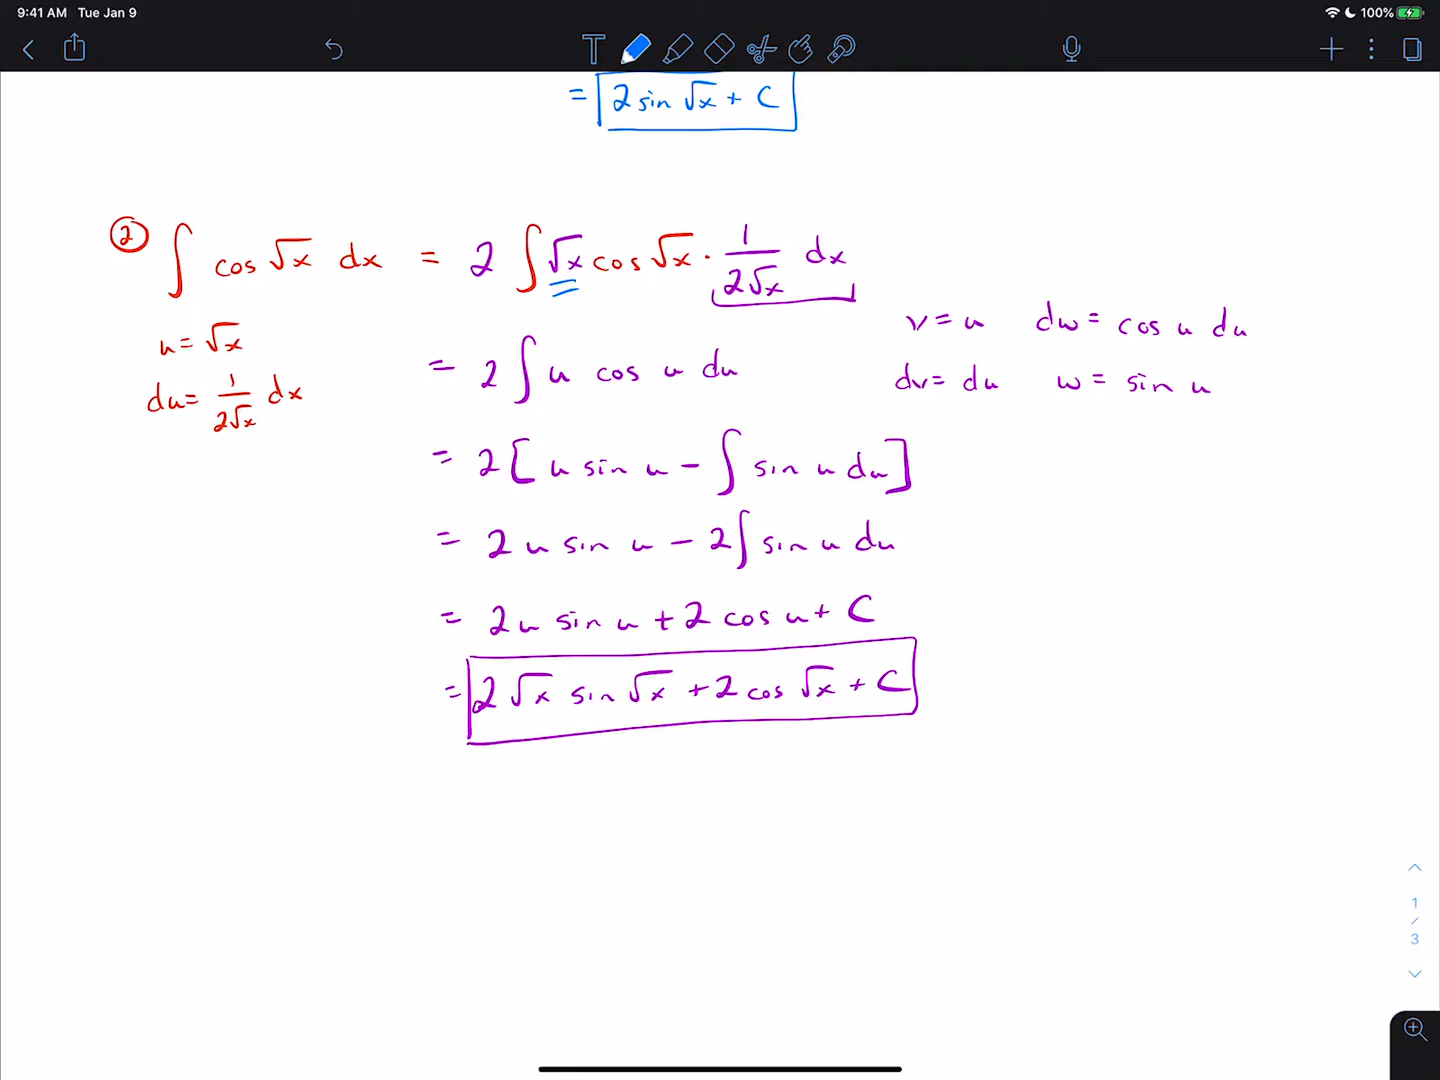 9:41 AM Tue Jan 9 100%
T
= 2 sin √x + C
② ∫ cos √x dx = 2 ∫ √x cos √x · 1/(2√x) dx
u = √x
du = 1/(2√x) dx
v = u dw = cos u du
dv = du w = sin u
= 2 ∫ u cos u du
= 2 [ u sin u − ∫ sin u du ]
= 2 u sin u − 2 ∫ sin u du
= 2 u sin u + 2 cos u + C
= 2 √x sin √x + 2 cos √x + C
1
/
3